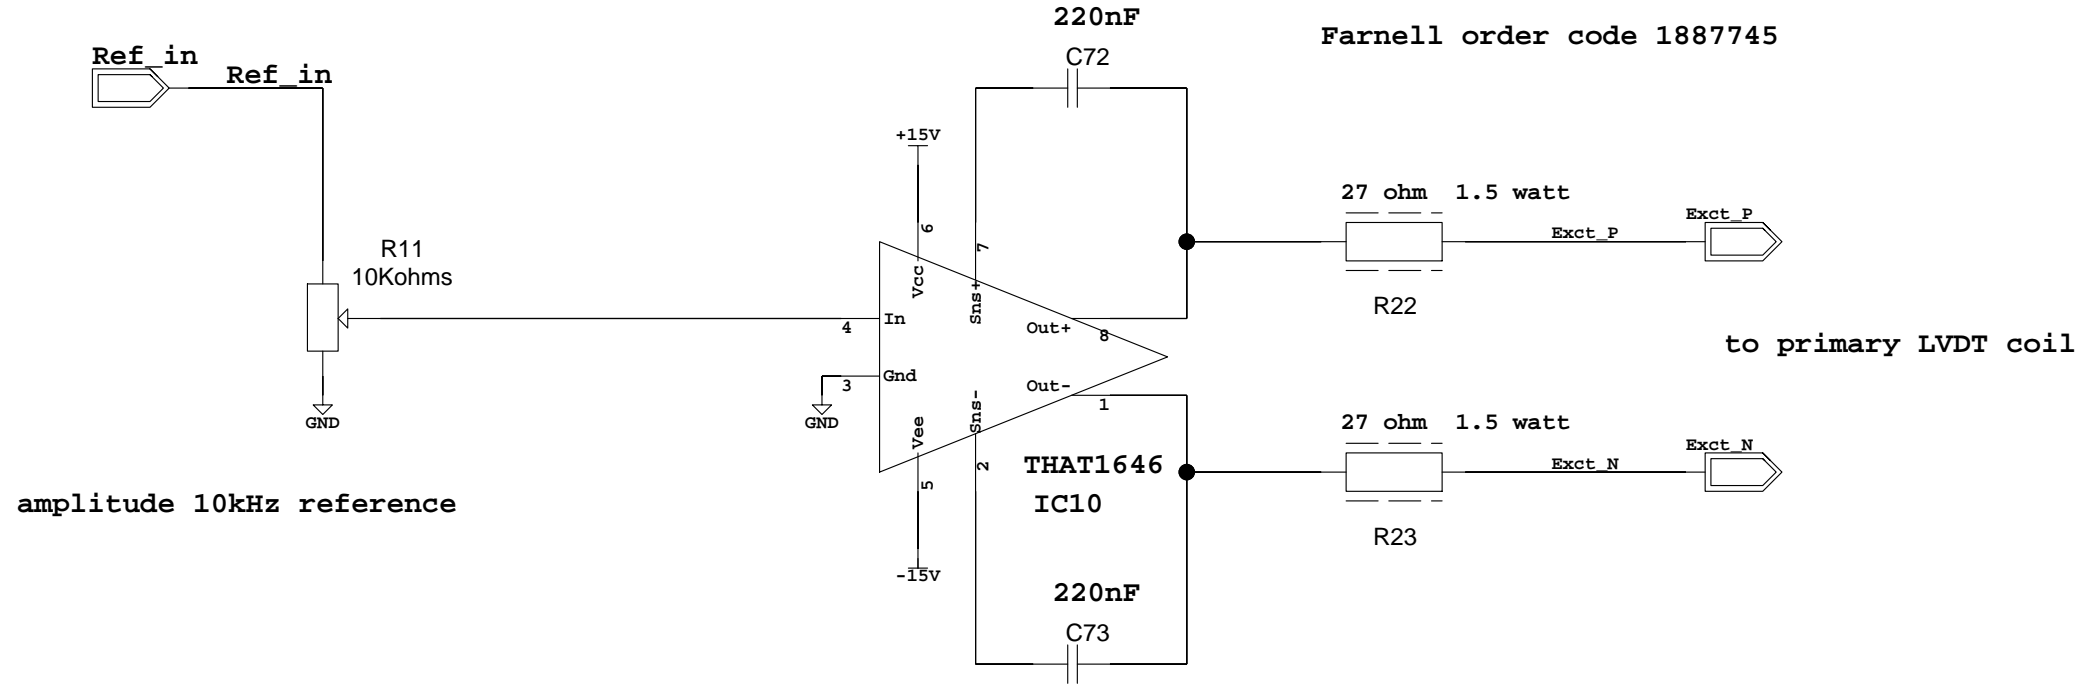 220nF
Farnell order code 1887745
C72
Ref_in
Ref_in
+15V
27 ohm 1.5 watt
Exct_P
Exct_P
6
7
R11
10Kohms
Vcc
Sns+
R22
4
In
Out+
8
to primary LVDT coil
3
Gnd
Out-
1
GND
GND
Sns-
Vee
27 ohm 1.5 watt
Exct_N
Exct_N
2
THAT1646
5
IC10
amplitude 10kHz reference
R23
-15V
220nF
C73